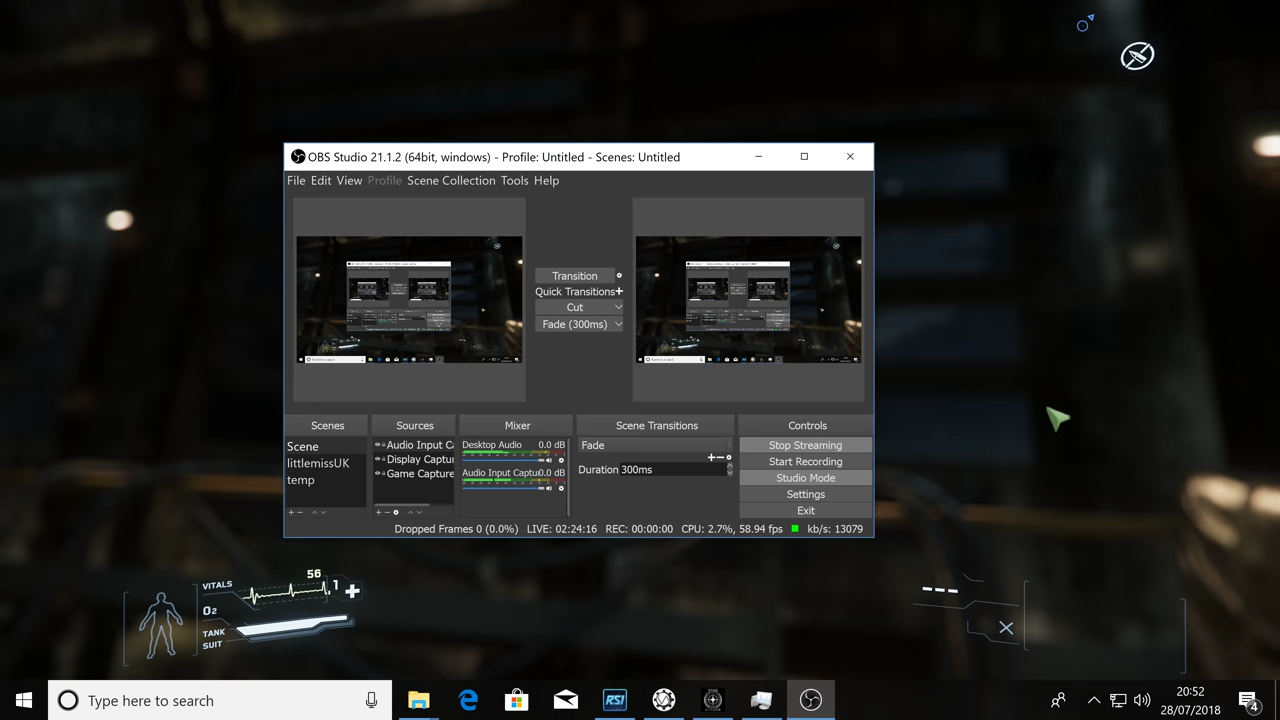 OBS Studio 21.1.2 (64bit, windows) - Profile: Untitled - Scenes: Untitled
File Edit View Profile Scene Collection Tools Help
Transition
Quick Transitions
Cut
Fade (300ms)
Scenes
Scene
littlemissUK
temp
Sources
Audio Input Ca
Display Captur
Game Capture
Mixer
Desktop Audio 0.0 dB
Audio Input Captu 0.0 dB
Scene Transitions
Fade
Duration 300ms
Controls
Stop Streaming
Start Recording
Studio Mode
Settings
Exit
Dropped Frames 0 (0.0%) LIVE: 02:24:16 REC: 00:00:00 CPU: 2.7%, 58.94 fps kb/s: 13079
VITALS 56 .1
O2
TANK
SUIT
Type here to search
RSI
20:52
28/07/2018
4